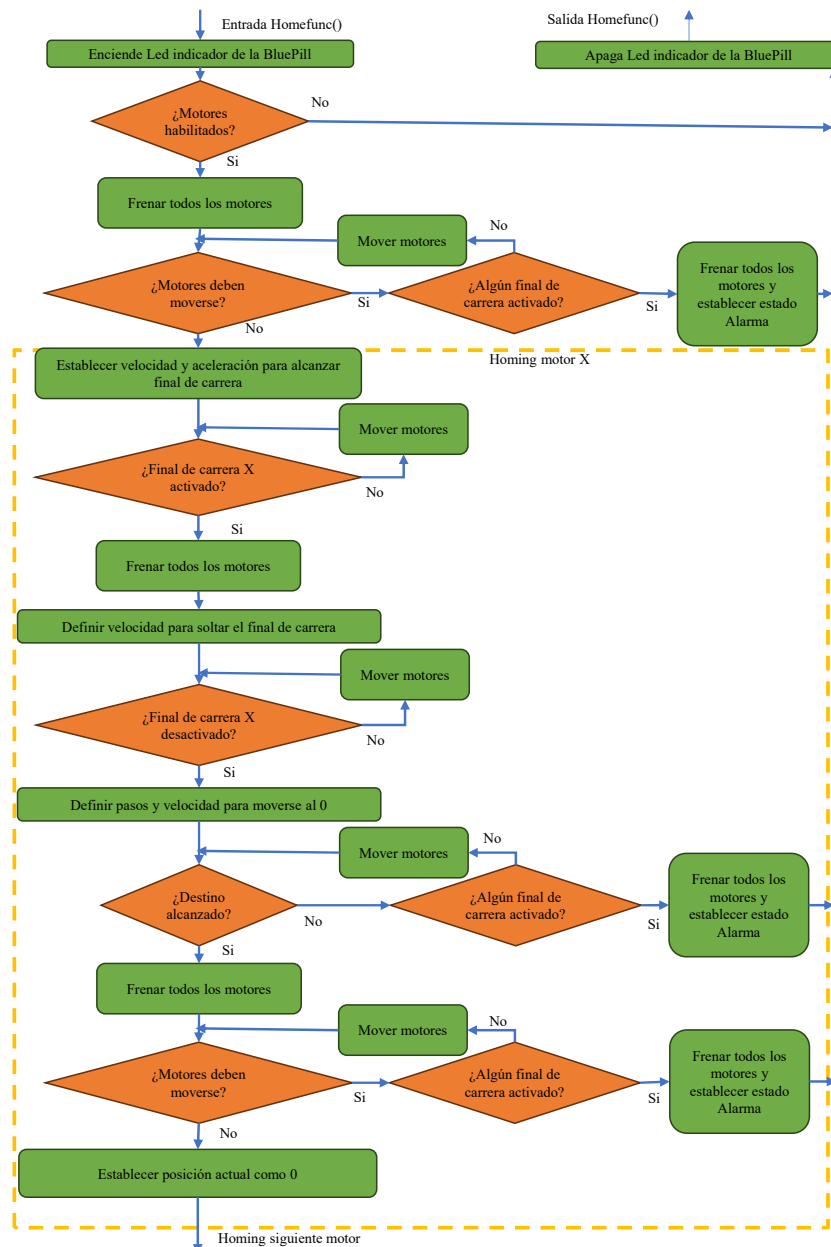 Entrada Homefunc()
Salida Homefunc()
Enciende Led indicador de la BluePill
Apaga Led indicador de la BluePill
¿Motores
habilitados?
No
Si
Frenar todos los motores
Mover motores
No
¿Motores deben
moverse?
Si
¿Algún final de
carrera activado?
Si
Frenar todos los
motores y
establecer estado
Alarma
No
Homing motor X
Establecer velocidad y aceleración para alcanzar
final de carrera
Mover motores
¿Final de carrera X
activado?
No
Si
Frenar todos los motores
Definir velocidad para soltar el final de carrera
Mover motores
¿Final de carrera X
desactivado?
No
Si
Definir pasos y velocidad para moverse al 0
Mover motores
No
¿Destino
alcanzado?
No
¿Algún final de
carrera activado?
Si
Frenar todos los
motores y
establecer estado
Alarma
Si
Frenar todos los motores
Mover motores
No
¿Motores deben
moverse?
Si
¿Algún final de
carrera activado?
Si
Frenar todos los
motores y
establecer estado
Alarma
No
Establecer posición actual como 0
Homing siguiente motor